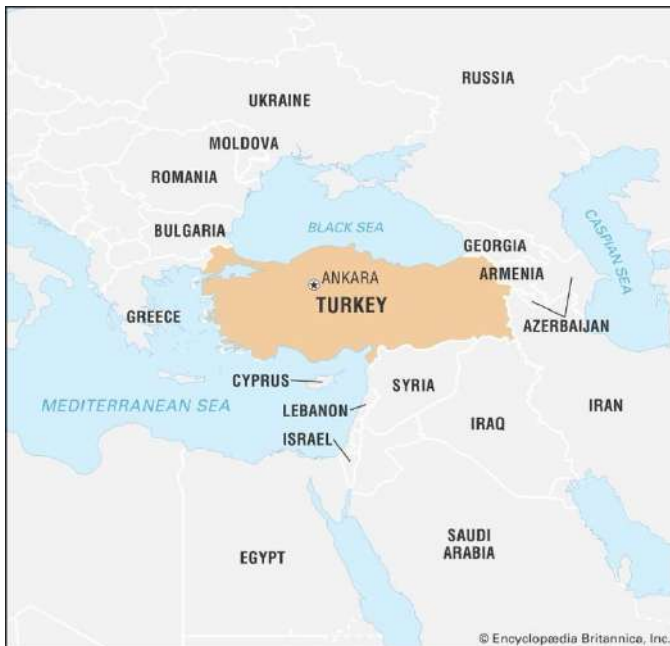 RUSSIA
UKRAINE
MOLDOVA
ROMANIA
BLACK SEA
BULGARIA
CASPIAN SEA
GEORGIA
ARMENIA
ANKARA
TURKEY
GREECE
AZERBAIJAN
CYPRUS
SYRIA
MEDITERRANEAN SEA
LEBANON
IRAN
IRAQ
ISRAEL
SAUDI
ARABIA
EGYPT
© Encyclopædia Britannica, Inc.